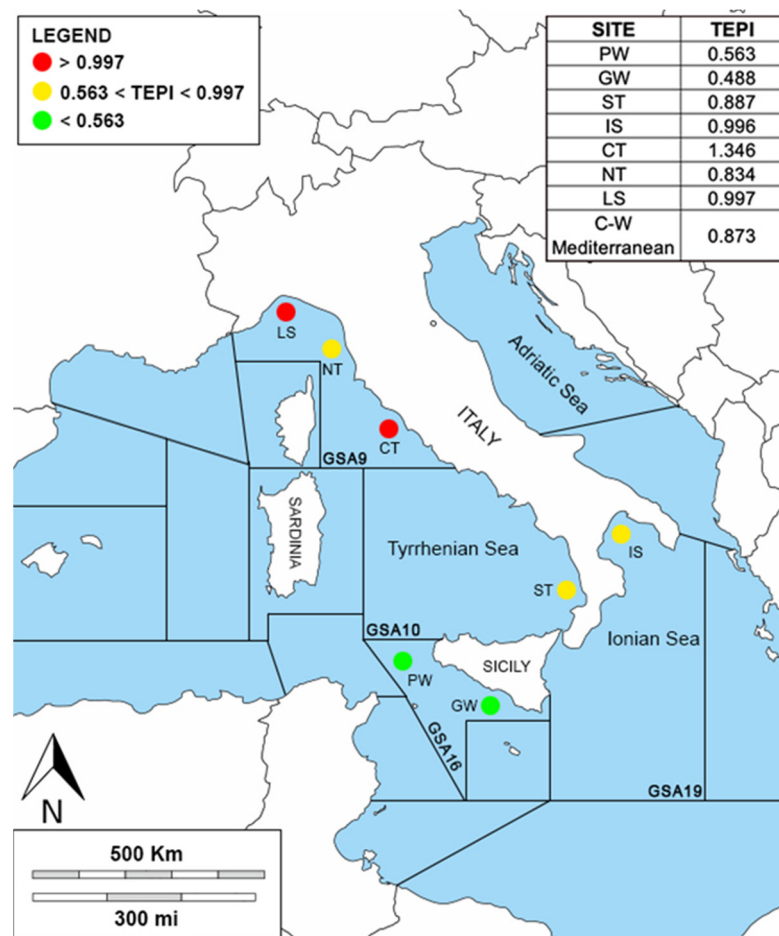 LEGEND
> 0.997
0.563 < TEPI < 0.997
< 0.563
SITE TEPI
PW 0.563
GW 0.488
ST 0.887
IS 0.996
CT 1.346
NT 0.834
LS 0.997
C-W
Mediterranean 0.873
LS
NT
Adriatic Sea
ITALY
CT
GSA9
SARDINIA
Tyrrhenian Sea
IS
ST
GSA10
Ionian Sea
SICILY
PW
GW
GSA16
GSA19
N
500 Km
300 mi